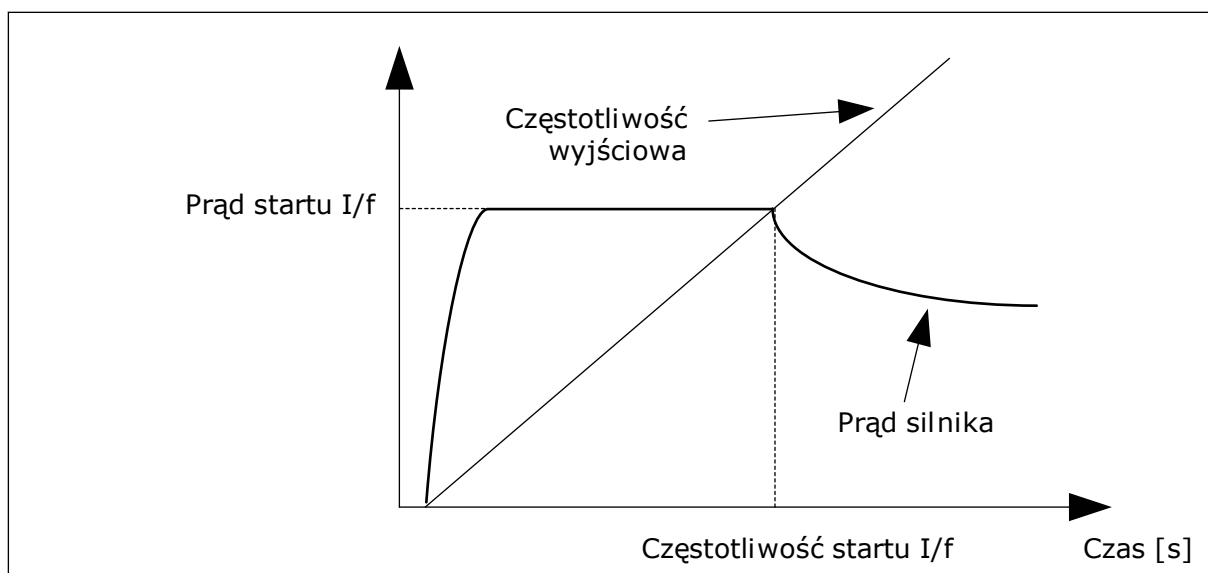 Częstotliwość
wyjściowa
Prąd startu I/f
Prąd silnika
Częstotliwość startu I/f
Czas [s]